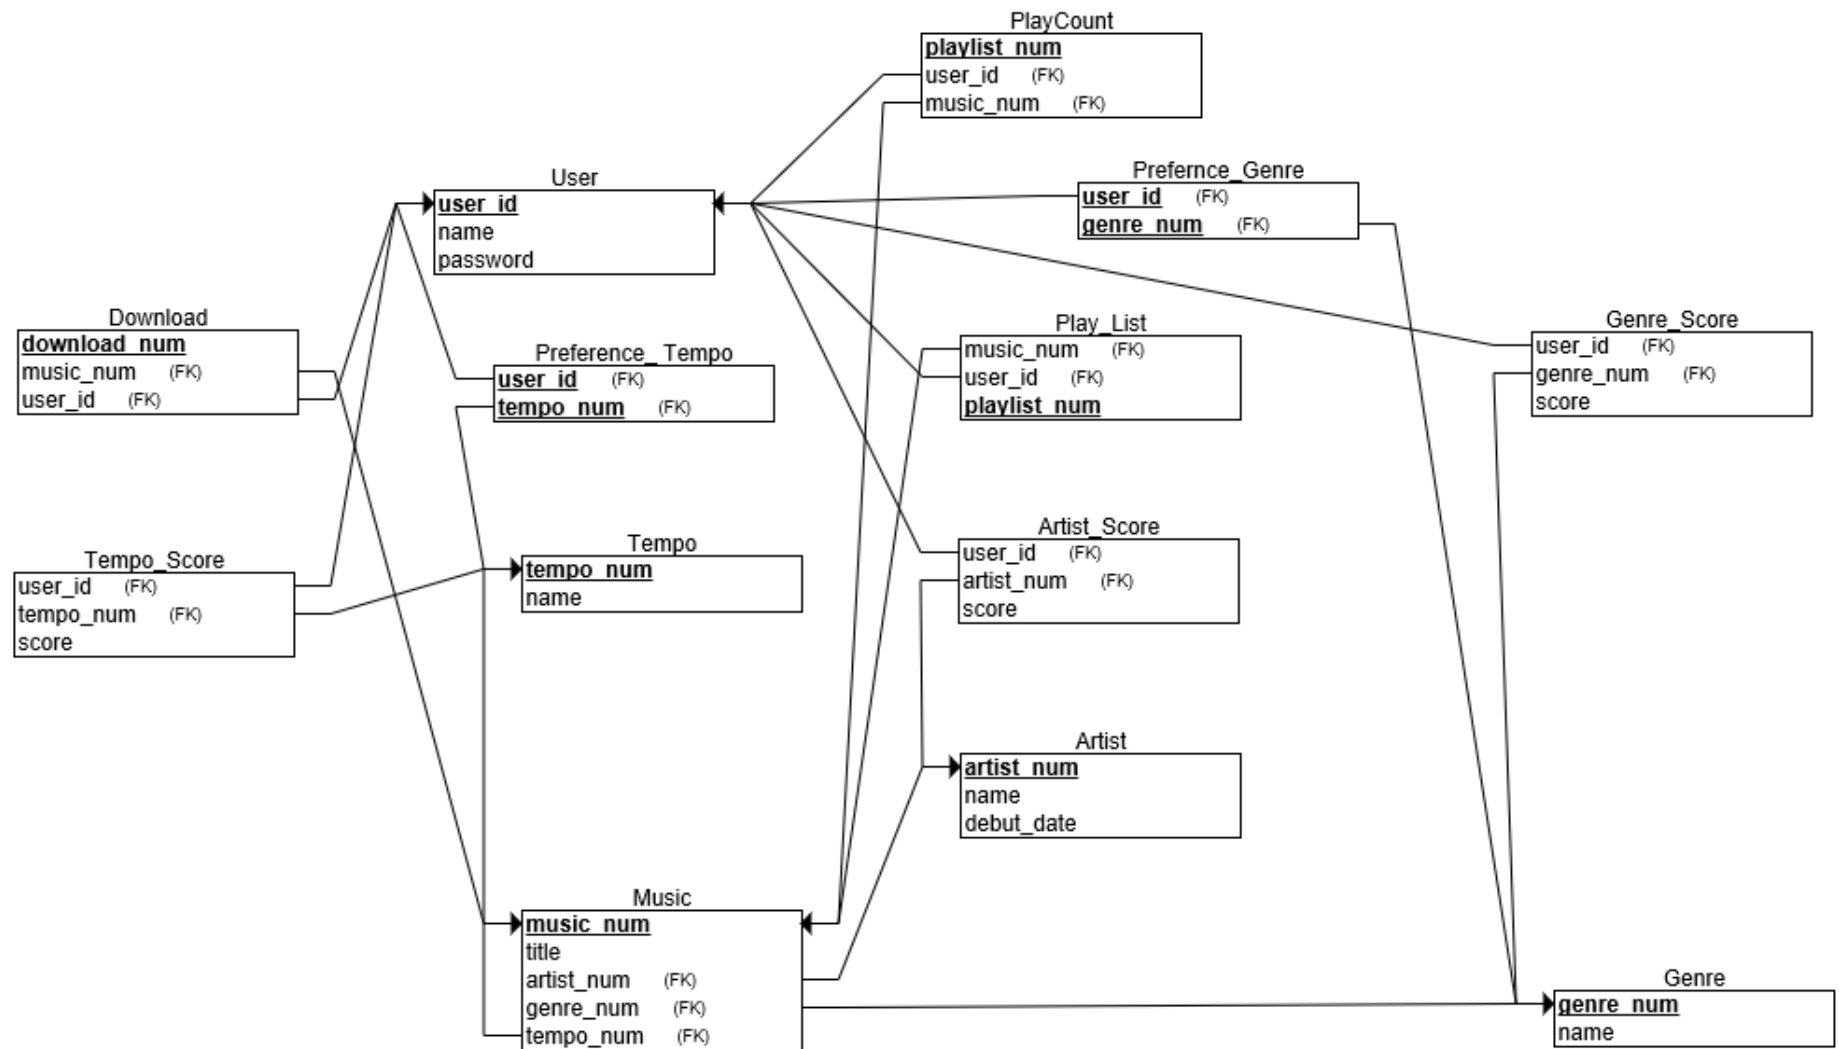 PlayCount
playlist_num
user_id (FK)
music_num (FK)
User
user_id
name
password
Prefernce_Genre
user_id (FK)
genre_num (FK)
Download
download_num
music_num (FK)
user_id (FK)
Preference_ Tempo
user_id (FK)
tempo_num (FK)
Play_List
music_num (FK)
user_id (FK)
playlist_num
Genre_Score
user_id (FK)
genre_num (FK)
score
Tempo_Score
user_id (FK)
tempo_num (FK)
score
Tempo
tempo_num
name
Artist_Score
user_id (FK)
artist_num (FK)
score
Artist
artist_num
name
debut_date
Music
music_num
title
artist_num (FK)
genre_num (FK)
tempo_num (FK)
Genre
genre_num
name